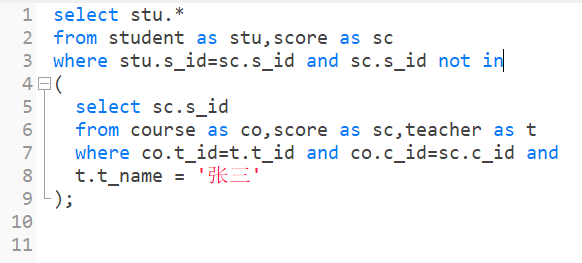 1 select stu.*
2 from student as stu,score as sc
3 where stu.s_id=sc.s_id and sc.s_id not in
4 (
5 select sc.s_id
6 from course as co,score as sc,teacher as t
7 where co.t_id=t.t_id and co.c_id=sc.c_id and
8 t.t_name = '张三'
9 );
10
11